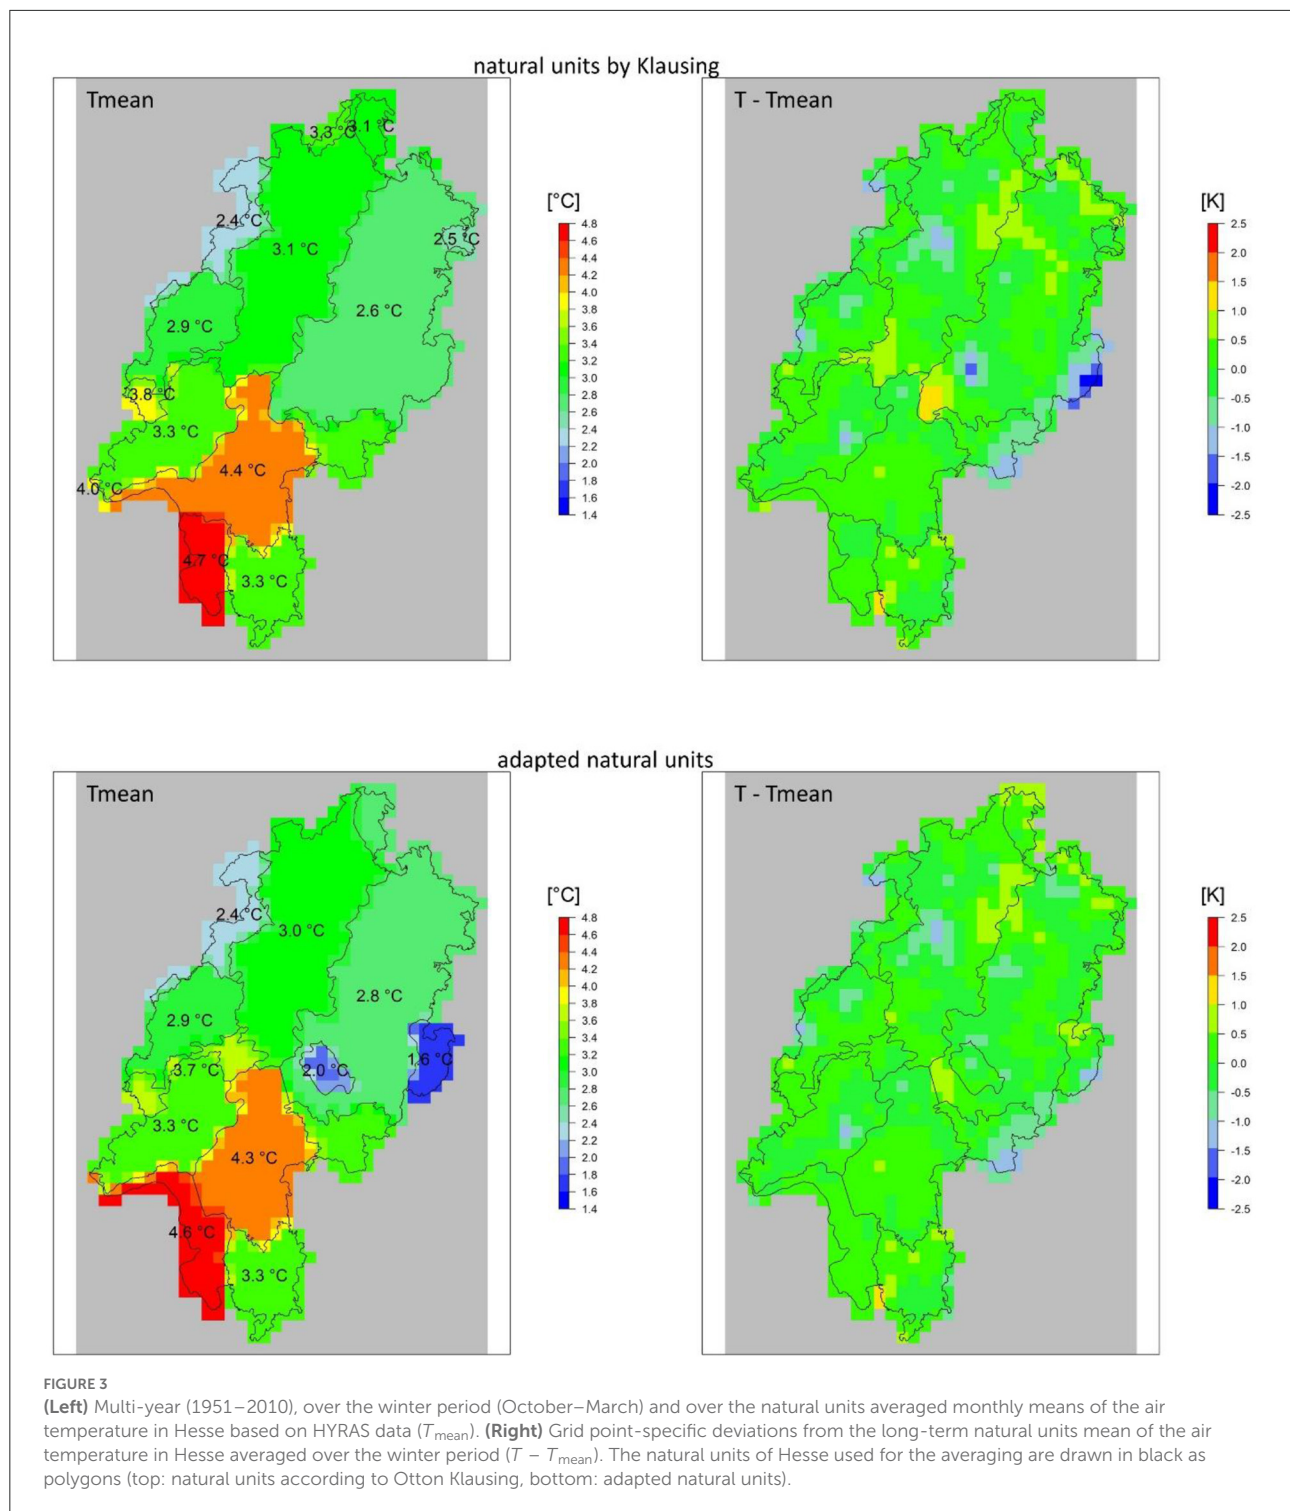 natural units by Klausing
Tmean
T - Tmean
3.3 °C
3.1 °C
2.4 °C
2.5 °C
3.1 °C
2.6 °C
2.9 °C
3.8 °C
3.3 °C
4.4 °C
4.0 °C
4.7 °C
3.3 °C
[°C]
4.8
4.6
4.4
4.2
4.0
3.8
3.6
3.4
3.2
3.0
2.8
2.6
2.4
2.2
2.0
1.8
1.6
1.4
[K]
2.5
2.0
1.5
1.0
0.5
0.0
-0.5
-1.0
-1.5
-2.0
-2.5
adapted natural units
Tmean
T - Tmean
2.4 °C
3.0 °C
2.8 °C
2.9 °C
3.7 °C
2.0 °C
1.6 °C
3.3 °C
4.3 °C
4.6 °C
3.3 °C
[°C]
4.8
4.6
4.4
4.2
4.0
3.8
3.6
3.4
3.2
3.0
2.8
2.6
2.4
2.2
2.0
1.8
1.6
1.4
[K]
2.5
2.0
1.5
1.0
0.5
0.0
-0.5
-1.0
-1.5
-2.0
-2.5
FIGURE 3
(Left) Multi-year (1951–2010), over the winter period (October–March) and over the natural units averaged monthly means of the air
temperature in Hesse based on HYRAS data (Tmean). (Right) Grid point-specific deviations from the long-term natural units mean of the air
temperature in Hesse averaged over the winter period (T – Tmean). The natural units of Hesse used for the averaging are drawn in black as
polygons (top: natural units according to Otton Klausing, bottom: adapted natural units).